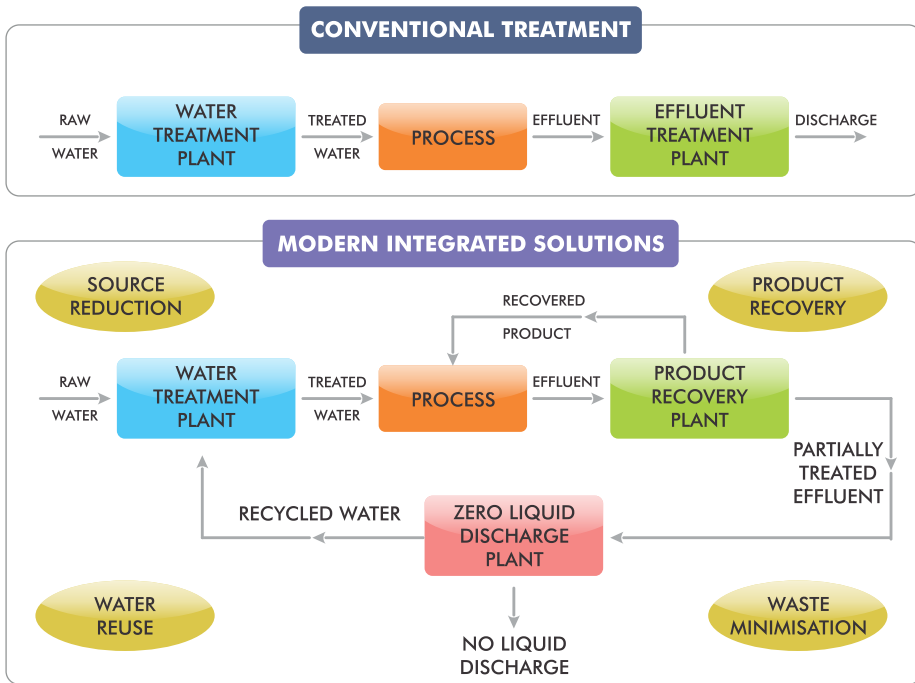 CONVENTIONAL TREATMENT
RAW
WATER
WATER
TREATMENT
PLANT
TREATED
WATER
PROCESS
EFFLUENT
EFFLUENT
TREATMENT
PLANT
DISCHARGE
MODERN INTEGRATED SOLUTIONS
SOURCE
REDUCTION
PRODUCT
RECOVERY
RECOVERED
PRODUCT
RAW
WATER
WATER
TREATMENT
PLANT
TREATED
WATER
PROCESS
EFFLUENT
PRODUCT
RECOVERY
PLANT
PARTIALLY
TREATED
EFFLUENT
RECYCLED WATER
ZERO LIQUID
DISCHARGE
PLANT
WATER
REUSE
NO LIQUID
DISCHARGE
WASTE
MINIMISATION